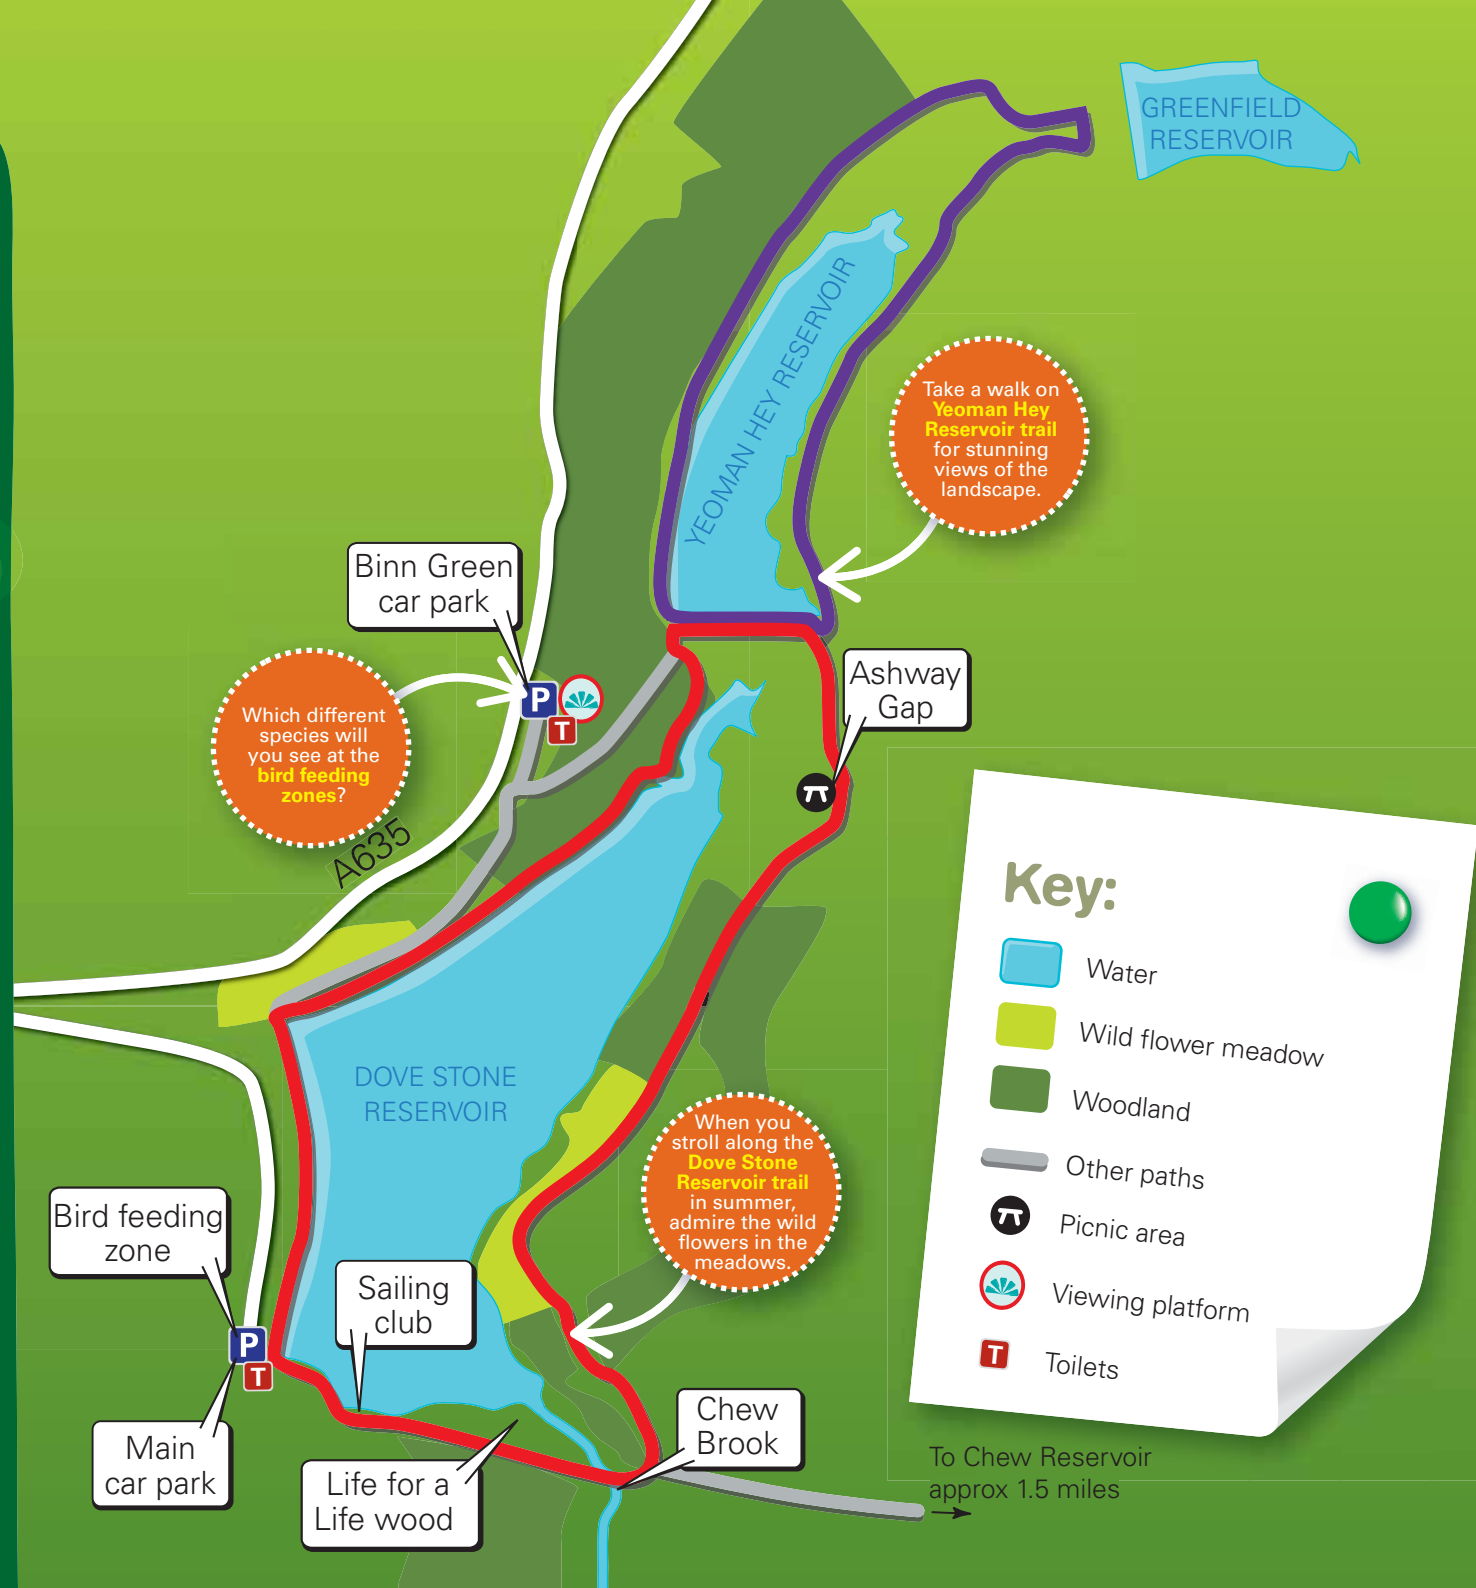 GREENFIELD
RESERVOIR
YEOMAN HEY RESERVOIR
Take a walk on
Yeoman Hey
Reservoir trail
for stunning
views of the
landscape.
Binn Green
car park
P
T
Ashway
Gap
Which different
species will
you see at the
bird feeding
zones?
A635
DOVE STONE
RESERVOIR
When you
stroll along the
Dove Stone
Reservoir trail
in summer,
admire the wild
flowers in the
meadows.
Bird feeding
zone
Sailing
club
P
T
Main
car park
Life for a
Life wood
Chew
Brook
To Chew Reservoir
approx 1.5 miles
Key:
Water
Wild flower meadow
Woodland
Other paths
Picnic area
Viewing platform
T
Toilets